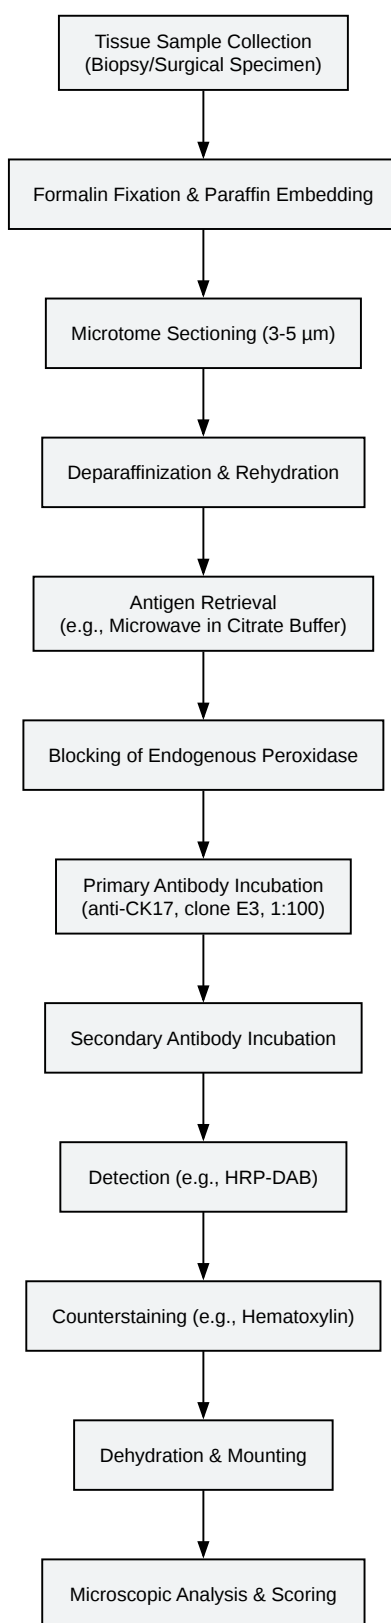 Tissue Sample Collection
(Biopsy/Surgical Specimen)
Formalin Fixation & Paraffin Embedding
Microtome Sectioning (3-5 µm)
Deparaffinization & Rehydration
Antigen Retrieval
(e.g., Microwave in Citrate Buffer)
Blocking of Endogenous Peroxidase
Primary Antibody Incubation
(anti-CK17, clone E3, 1:100)
Secondary Antibody Incubation
Detection (e.g., HRP-DAB)
Counterstaining (e.g., Hematoxylin)
Dehydration & Mounting
Microscopic Analysis & Scoring